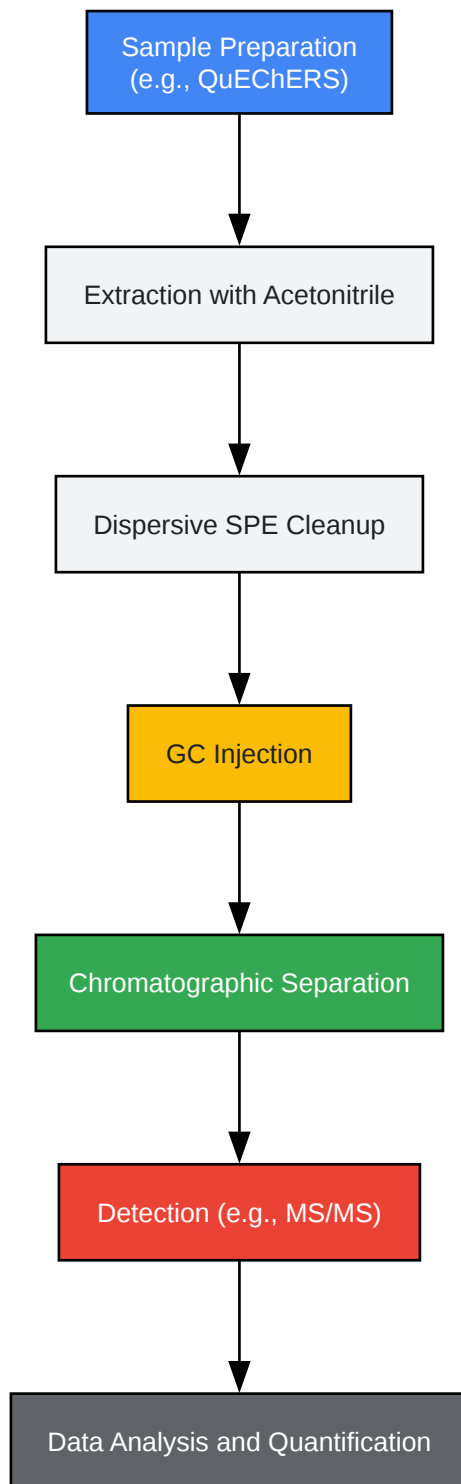 Sample Preparation
(e.g., QuEChERS)
Extraction with Acetonitrile
Dispersive SPE Cleanup
GC Injection
Chromatographic Separation
Detection (e.g., MS/MS)
Data Analysis and Quantification